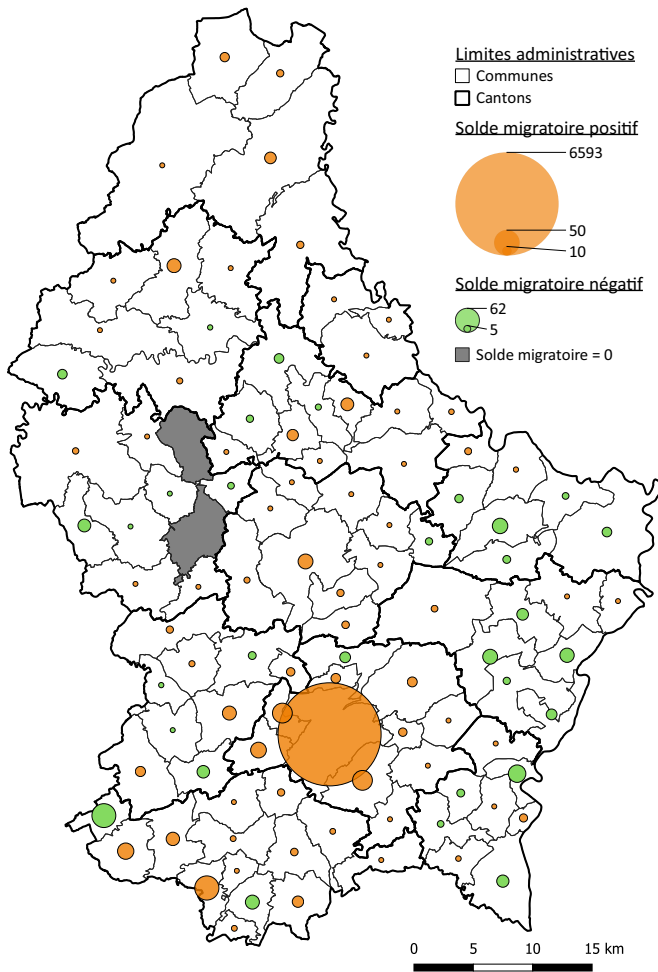 Limites administratives
Communes
Cantons
Solde migratoire positif
6593
50
10
Solde migratoire négatif
62
5
Solde migratoire = 0
0 5 10 15 km